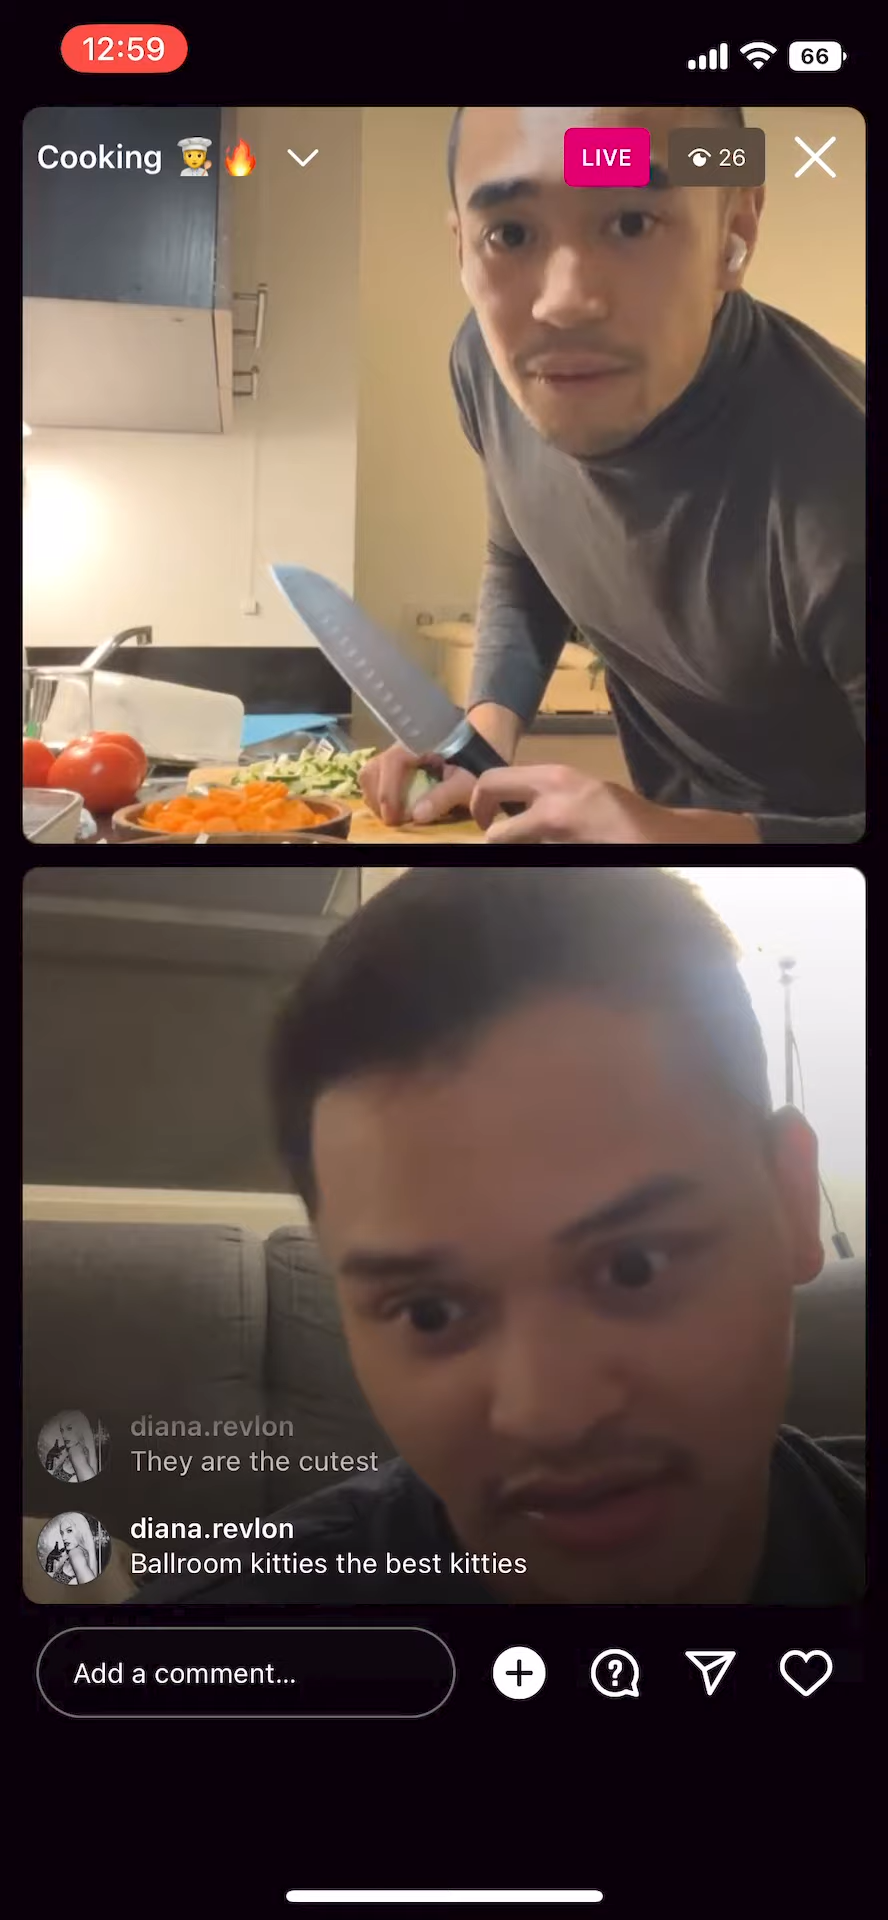 12:59
66
Cooking 👨‍🍳🔥
LIVE
26
diana.revlon
They are the cutest
diana.revlon
Ballroom kitties the best kitties
Add a comment...